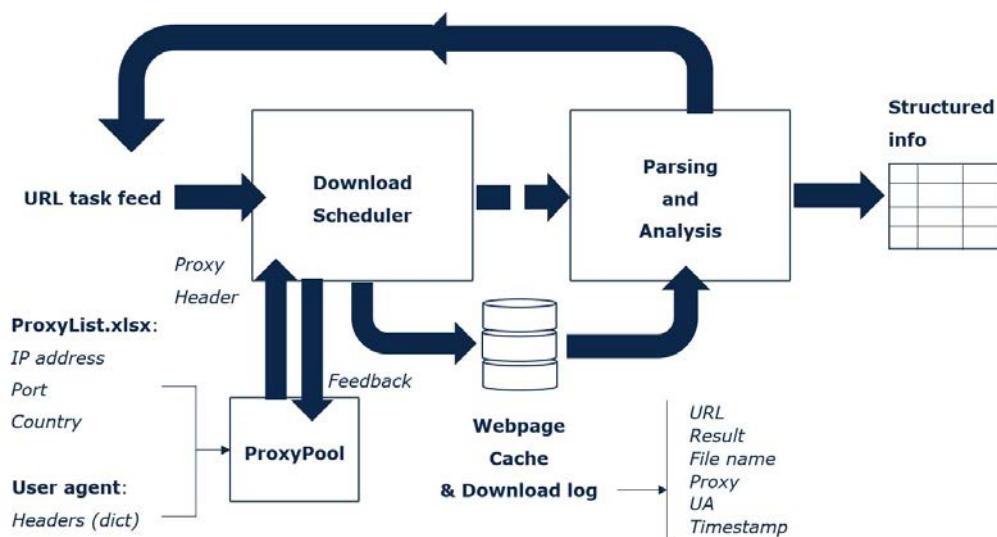 Structured
info
Download
Scheduler
Parsing
and
Analysis
URL task feed
Proxy
Header
ProxyList.xlsx:
IP address
Port
Country
Feedback
ProxyPool
User agent:
Headers (dict)
Webpage
Cache
& Download log
URL
Result
File name
Proxy
UA
Timestamp